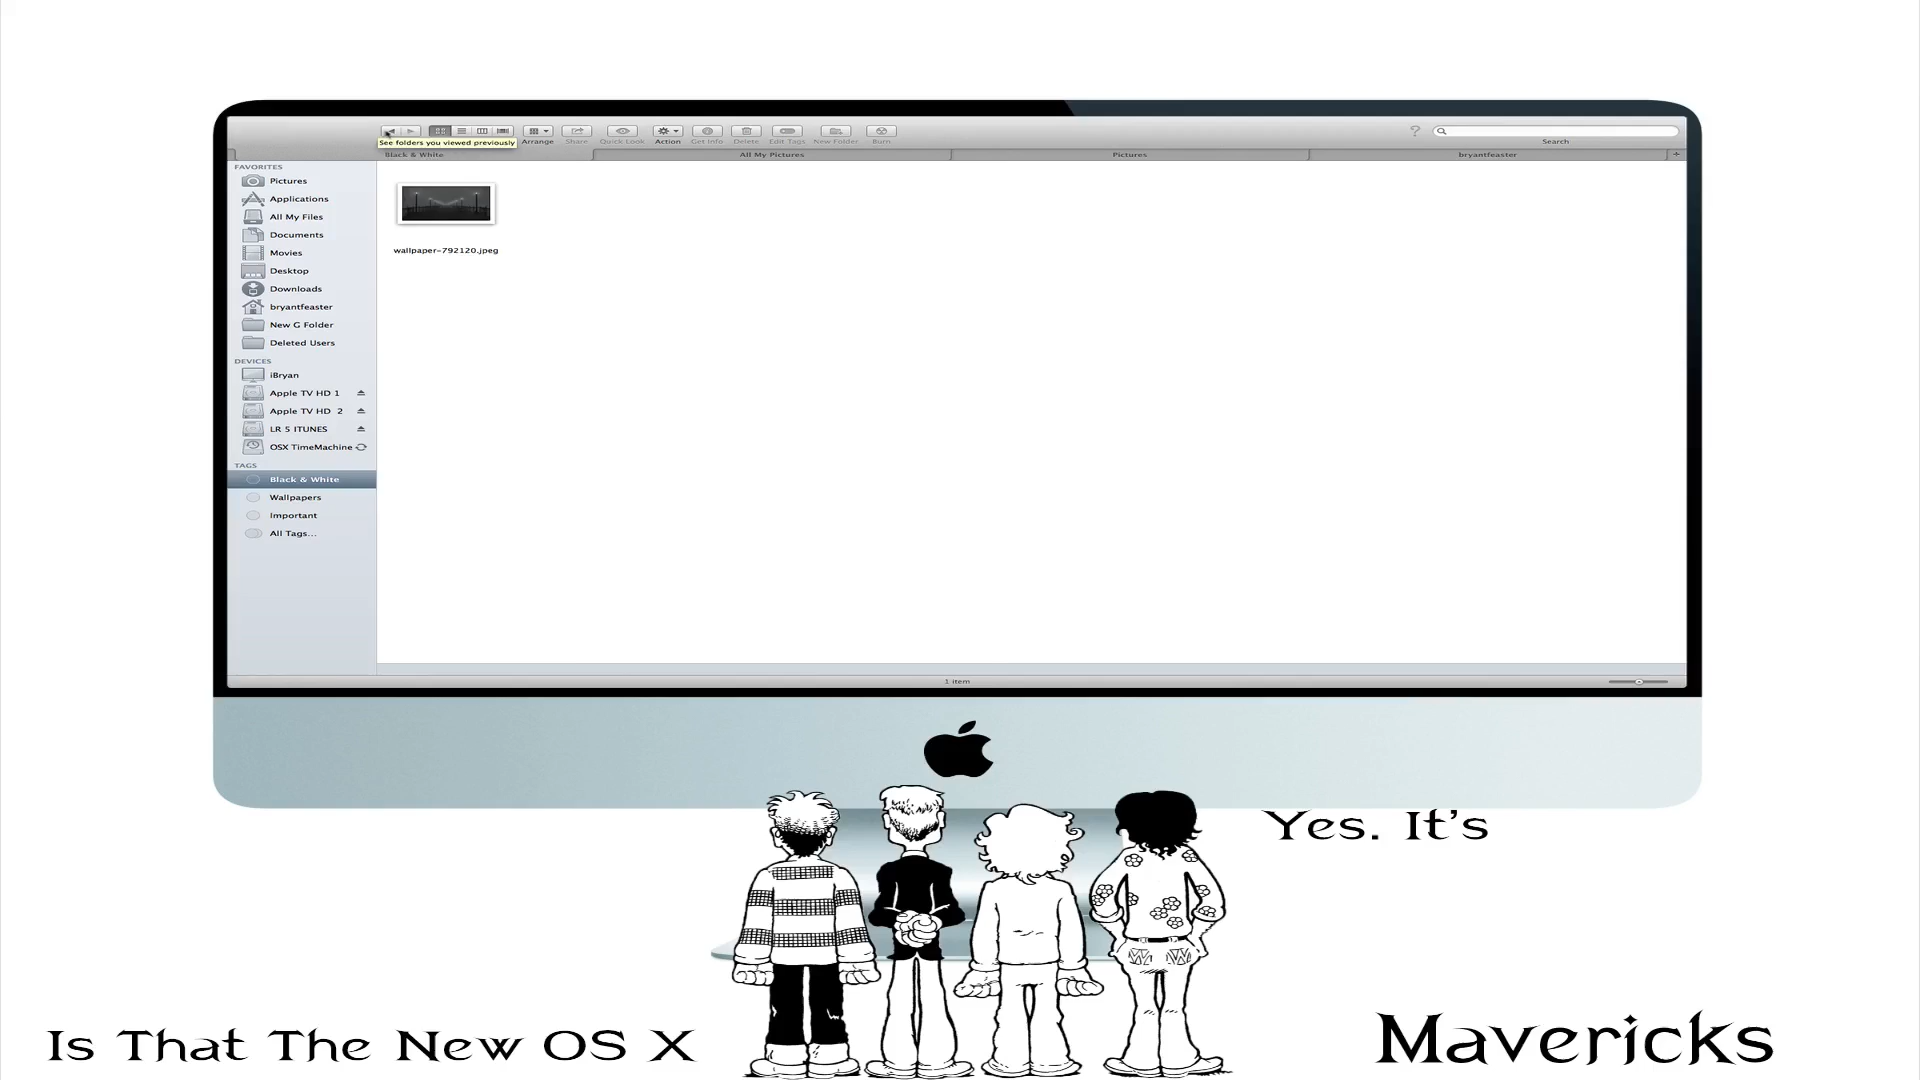 See folders you viewed previously
Arrange
Share
Quick Look
Action
Get Info
Delete
Edit Tags
New Folder
Burn
?
Search
Black & White
All My Pictures
Pictures
bryantfeaster
+
FAVORITES
Pictures
Applications
All My Files
Documents
Movies
Desktop
Downloads
bryantfeaster
New G Folder
Deleted Users
DEVICES
iBryan
Apple TV HD 1
Apple TV HD 2
LR 5 ITUNES
OSX TimeMachine
TAGS
Black & White
Wallpapers
Important
All Tags...
wallpaper-792120.jpeg
1 item
Yes. It's
Is That The New OS X
Mavericks